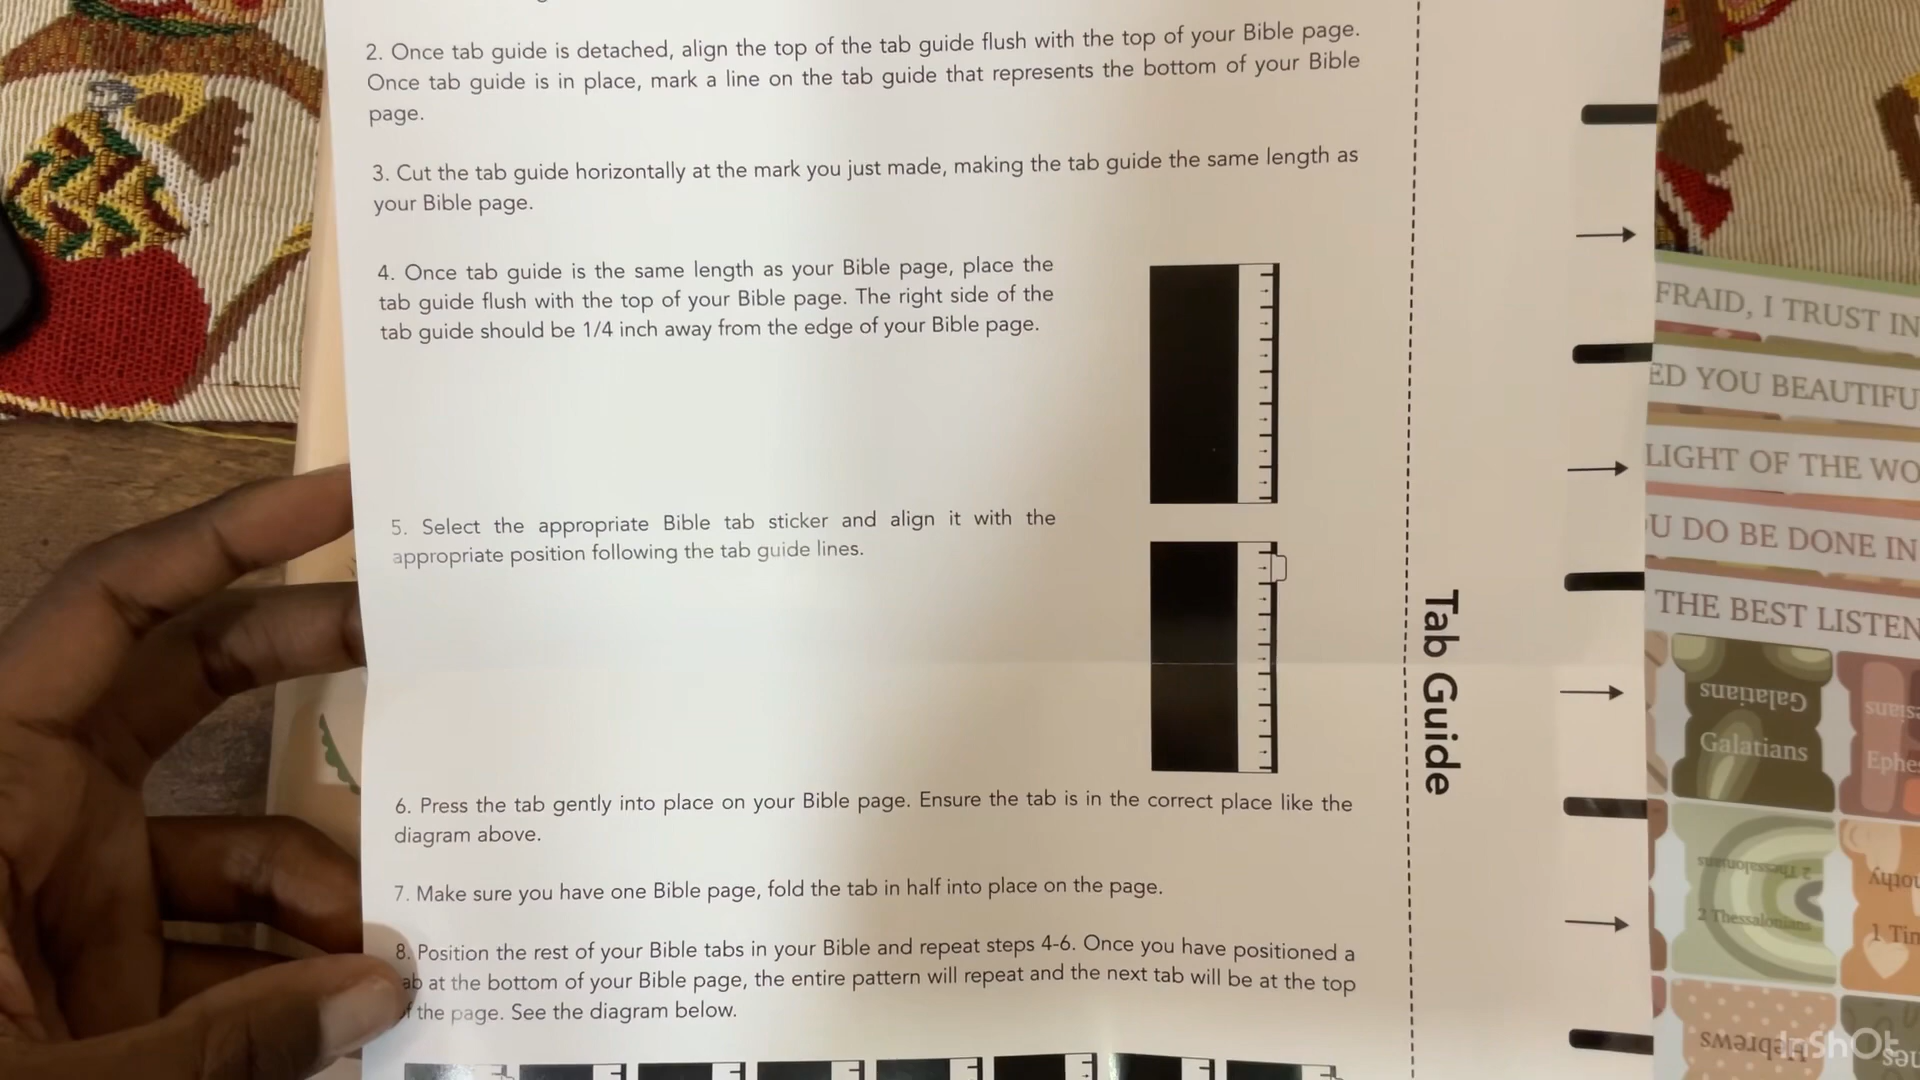 2. Once tab guide is detached, align the top of the tab guide flush with the top of your Bible page.
Once tab guide is in place, mark a line on the tab guide that represents the bottom of your Bible
page.
3. Cut the tab guide horizontally at the mark you just made, making the tab guide the same length as
your Bible page.
4. Once tab guide is the same length as your Bible page, place the
tab guide flush with the top of your Bible page. The right side of the
tab guide should be 1/4 inch away from the edge of your Bible page.
5. Select the appropriate Bible tab sticker and align it with the
appropriate position following the tab guide lines.
6. Press the tab gently into place on your Bible page. Ensure the tab is in the correct place like the
diagram above.
7. Make sure you have one Bible page, fold the tab in half into place on the page.
8. Position the rest of your Bible tabs in your Bible and repeat steps 4-6. Once you have positioned a
ab at the bottom of your Bible page, the entire pattern will repeat and the next tab will be at the top
f the page. See the diagram below.
Tab Guide
FRAID, I TRUST IN
ED YOU BEAUTIFU
LIGHT OF THE WO
U DO BE DONE IN
THE BEST LISTEN
Galatians
Galatians
Ephe
2 Thessalonians
2 Thessalonians
1 Tim
Hebrews
InShOt